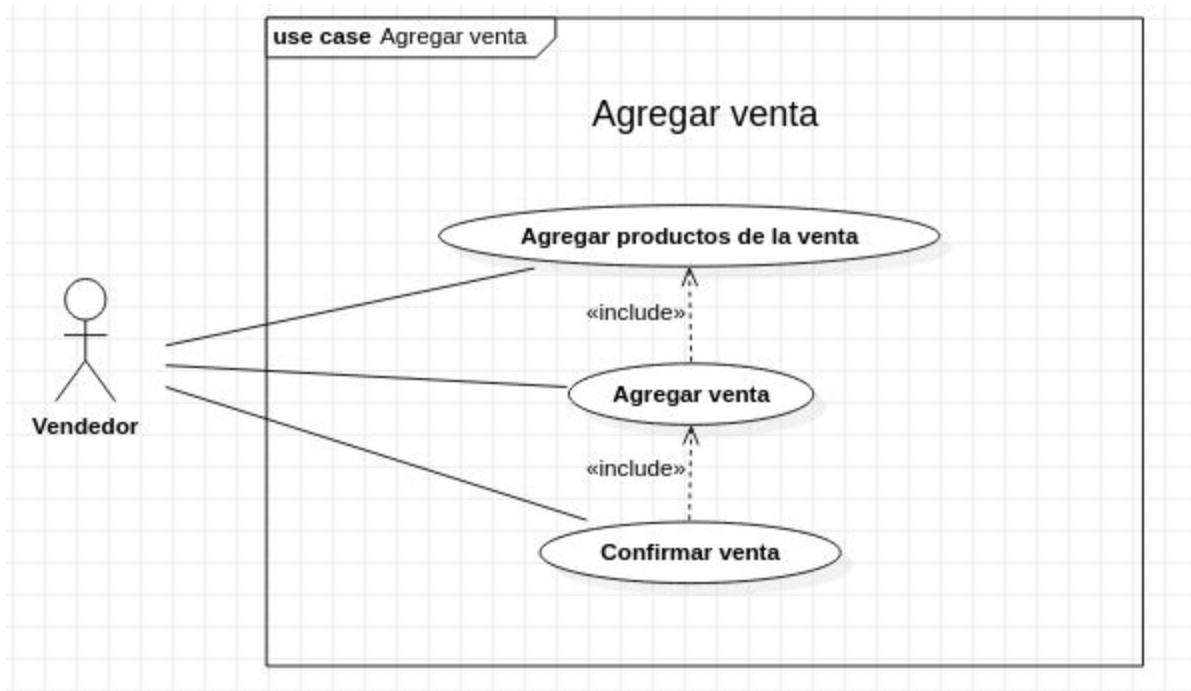 use case Agregar venta
Agregar venta
Agregar productos de la venta
«include»
Agregar venta
Vendedor
«include»
Confirmar venta